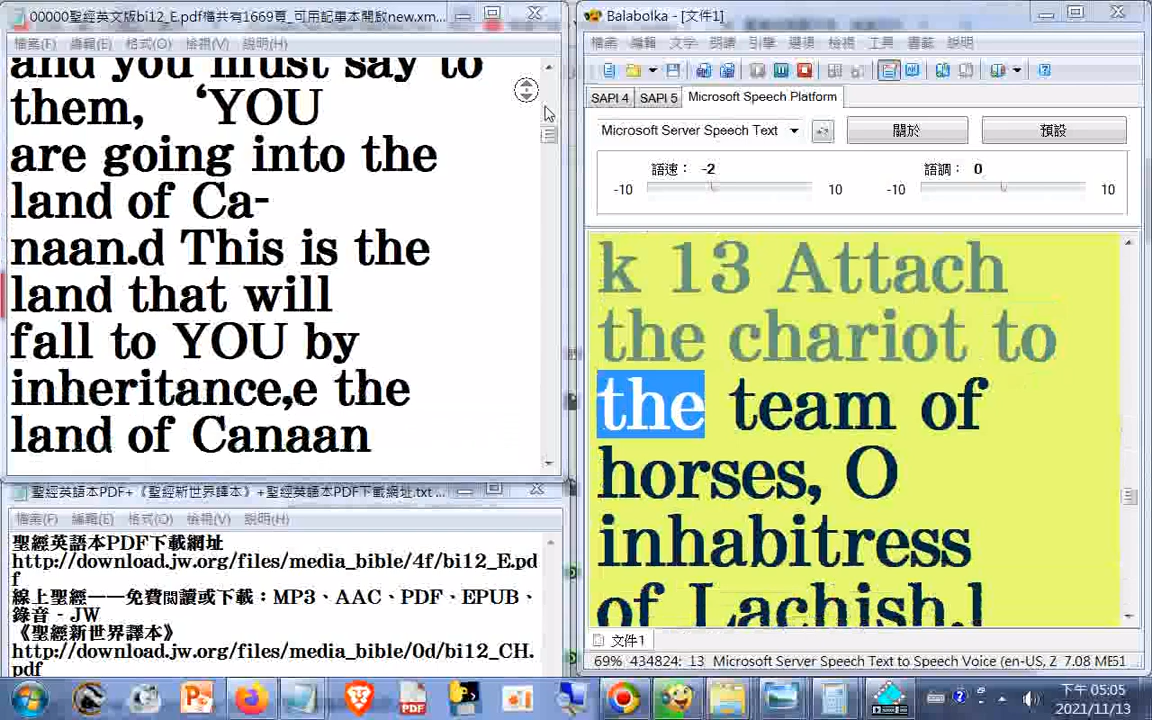 00000聖經英文版bi12_E.pdf檔共有1669頁_可用記事本開啟new.xm...
檔案(F) 編輯(E) 格式(O) 檢視(V) 說明(H)
and you must say to
them, ‘YOU
are going into the
land of Ca-
naan.d This is the
land that will
fall to YOU by
inheritance,e the
land of Canaan
聖經英語本PDF+《聖經新世界譯本》+聖經英語本PDF下載網址.txt ...
檔案(F) 編輯(E) 格式(O) 檢視(V) 說明(H)
聖經英語本PDF下載網址
http://download.jw.org/files/media_bible/4f/bi12_E.pd
f
線上聖經——免費閱讀或下載：MP3、AAC、PDF、EPUB、
錄音 - JW
《聖經新世界譯本》
http://download.jw.org/files/media_bible/0d/bi12_CH.
pdf
Balabolka - [文件1]
檔案 編輯 文字 朗讀 引擎 選項 檢視 工具 書籤 說明
SAPI 4 SAPI 5 Microsoft Speech Platform
Microsoft Server Speech Text 關於 預設
語速： -2 語調： 0
-10 10 -10 10
k 13 Attach
the chariot to
the team of
horses, O
inhabitress
of Lachish.l
文件1
69% 434824: 13 Microsoft Server Speech Text to Speech Voice (en-US, Z 7.08 ME51
下午 05:05
2021/11/13